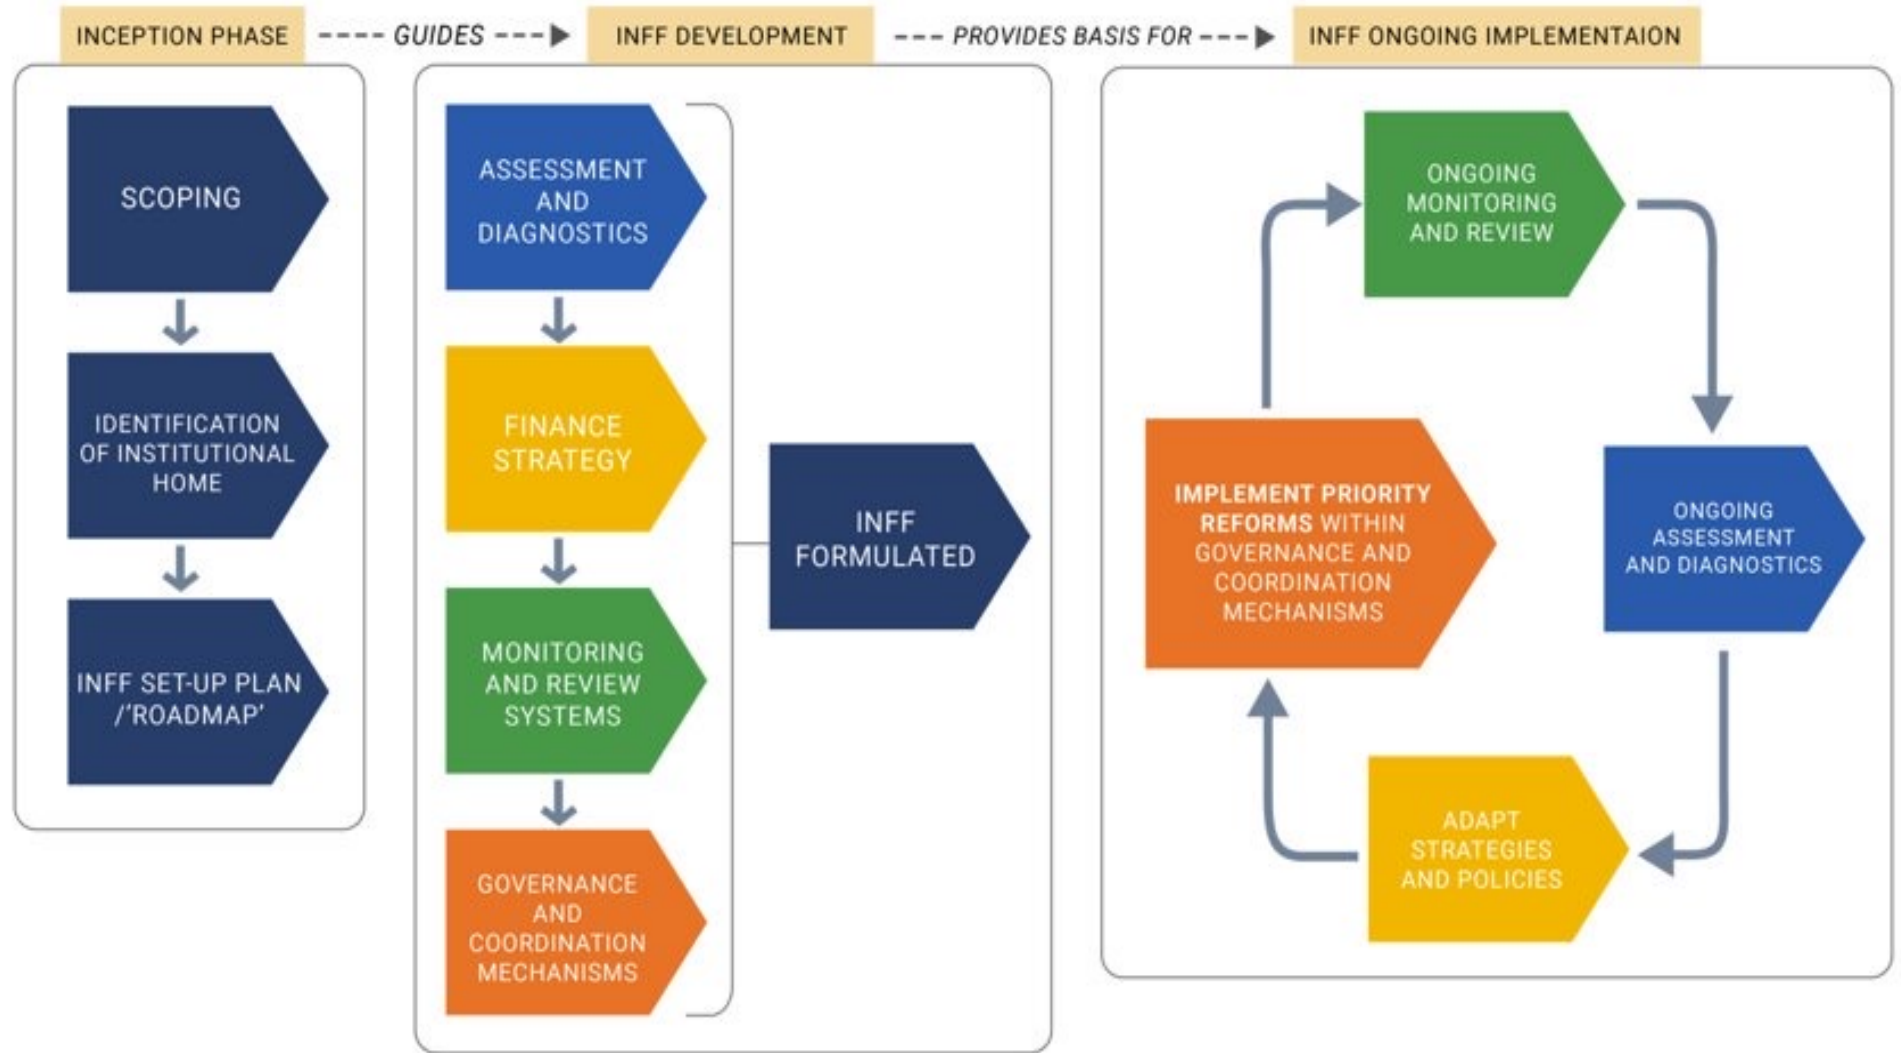 INCEPTION PHASE
GUIDES
INFF DEVELOPMENT
PROVIDES BASIS FOR
INFF ONGOING IMPLEMENTAION
SCOPING
IDENTIFICATION
OF INSTITUTIONAL
HOME
INFF SET-UP PLAN
/'ROADMAP'
ASSESSMENT
AND
DIAGNOSTICS
FINANCE
STRATEGY
MONITORING
AND REVIEW
SYSTEMS
GOVERNANCE
AND
COORDINATION
MECHANISMS
INFF
FORMULATED
ONGOING
MONITORING
AND REVIEW
ONGOING
ASSESSMENT
AND DIAGNOSTICS
ADAPT
STRATEGIES
AND POLICIES
IMPLEMENT PRIORITY
REFORMS WITHIN
GOVERNANCE AND
COORDINATION
MECHANISMS